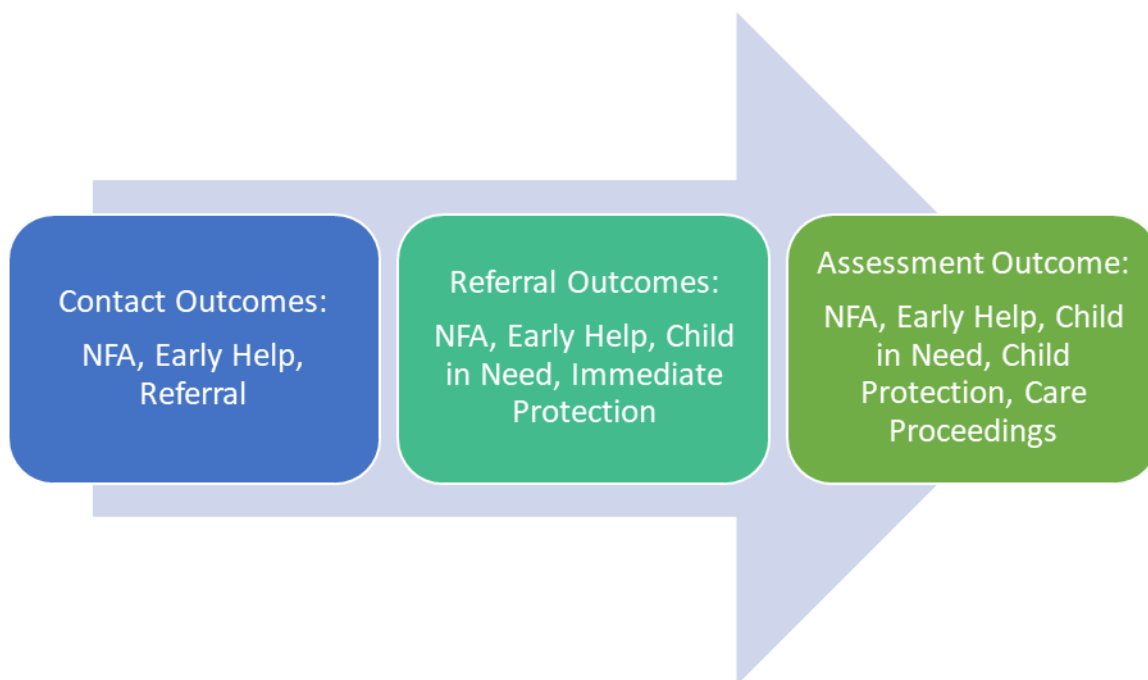 Contact Outcomes:
NFA, Early Help,
Referral
Referral Outcomes:
NFA, Early Help, Child
in Need, Immediate
Protection
Assessment Outcome:
NFA, Early Help, Child
in Need, Child
Protection, Care
Proceedings